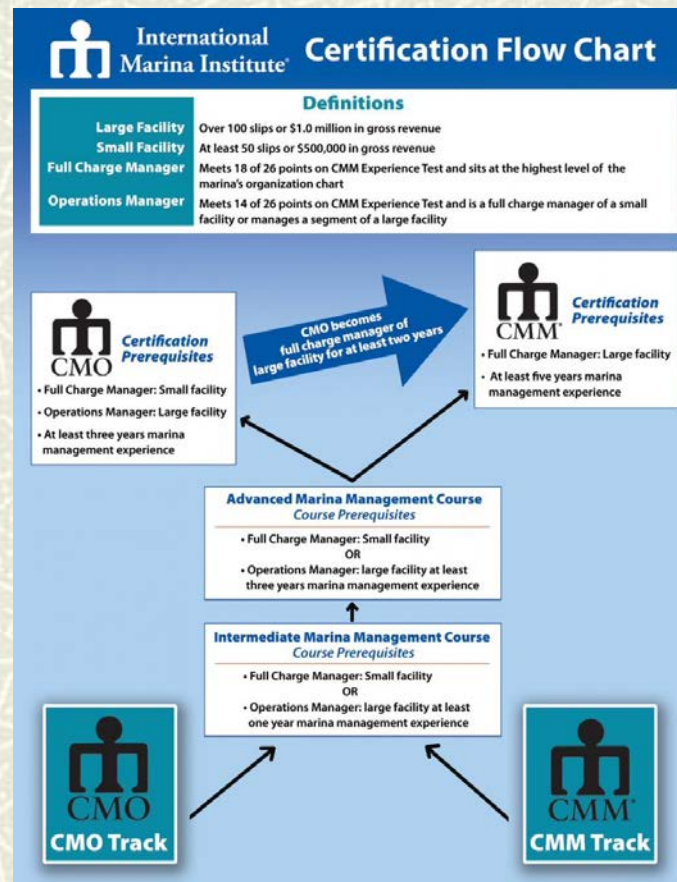 International
Marina Institute®
Certification Flow Chart
Definitions
Large Facility Over 100 slips or $1.0 million in gross revenue
Small Facility At least 50 slips or $500,000 in gross revenue
Full Charge Manager Meets 18 of 26 points on CMM Experience Test and sits at the highest level of the
marina's organization chart
Operations Manager Meets 14 of 26 points on CMM Experience Test and is a full charge manager of a small
facility or manages a segment of a large facility
CMO
Certification
Prerequisites
• Full Charge Manager: Small facility
• Operations Manager: Large facility
• At least three years marina
management experience
CMO becomes
full charge manager of
large facility for at least two years
CMM®
Certification
Prerequisites
• Full Charge Manager: Large facility
• At least five years marina
management experience
Advanced Marina Management Course
Course Prerequisites
• Full Charge Manager: Small facility
OR
• Operations Manager: large facility at least
three years marina management experience
Intermediate Marina Management Course
Course Prerequisites
• Full Charge Manager: Small facility
OR
• Operations Manager: large facility at least
one year marina management experience
CMO
CMO Track
CMM®
CMM Track